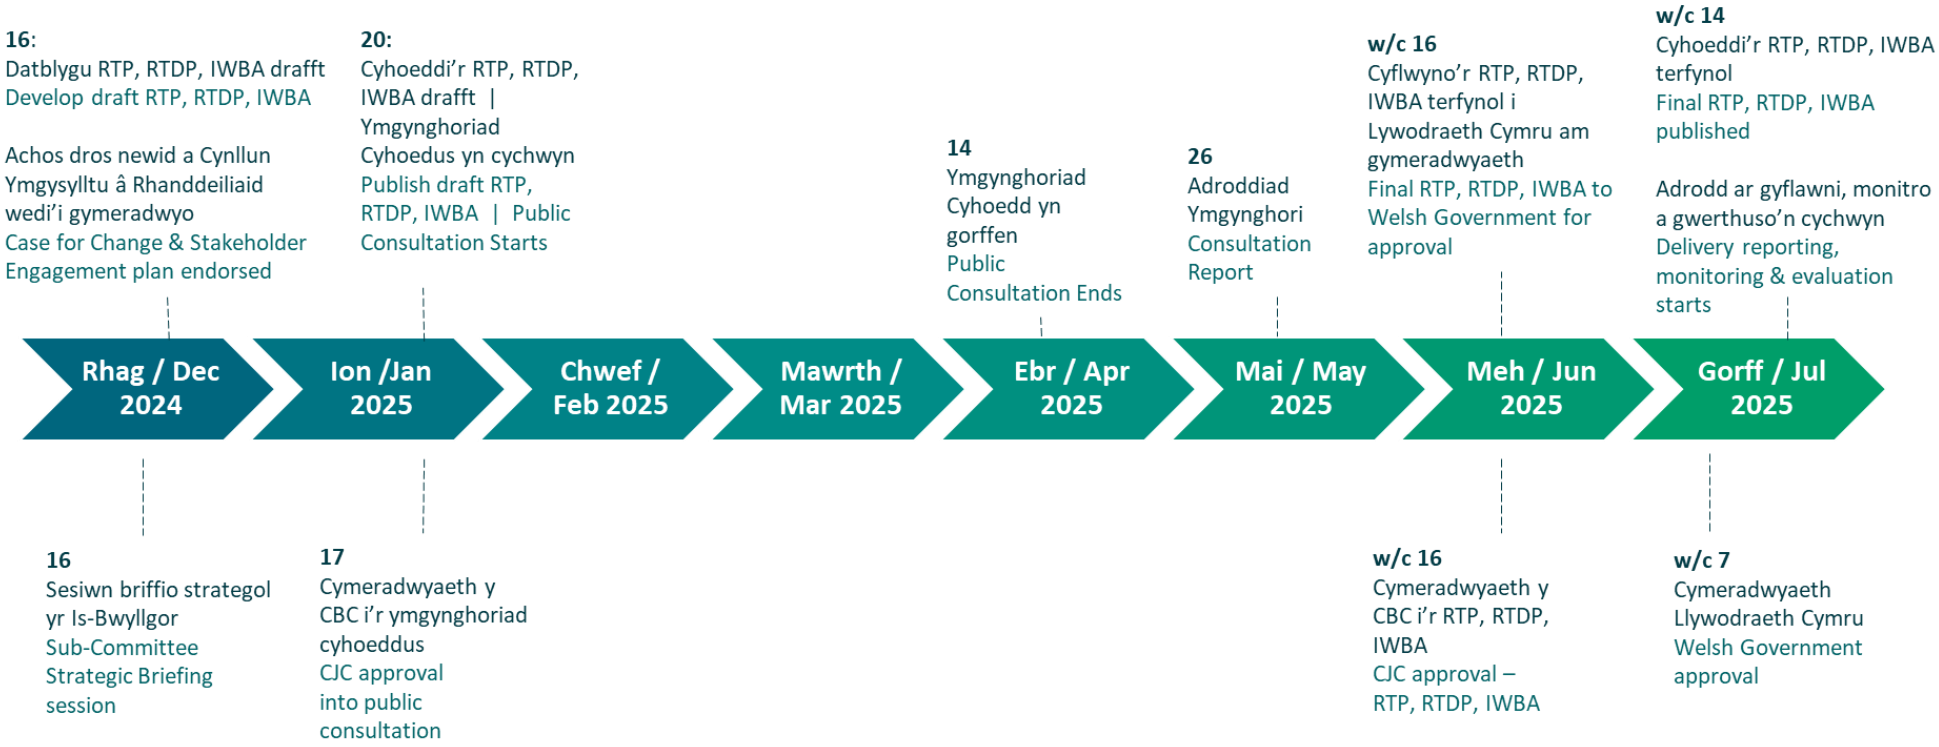 16:
Datblygu RTP, RTDP, IWBA drafft
Develop draft RTP, RTDP, IWBA
Achos dros newid a Cynllun
Ymgysylltu â Rhanddeiliaid
wedi’i gymeradwyo
Case for Change & Stakeholder
Engagement plan endorsed
20:
Cyhoeddi’r RTP, RTDP,
IWBA drafft |
Ymgynghoriad
Cyhoedus yn cychwyn
Publish draft RTP,
RTDP, IWBA | Public
Consultation Starts
14
Ymgynghoriad
Cyhoedd yn
gorffen
Public
Consultation Ends
26
Adroddiad
Ymgynghori
Consultation
Report
w/c 16
Cyflwyno’r RTP, RTDP,
IWBA terfynol i
Lywodraeth Cymru am
gymeradwyaeth
Final RTP, RTDP, IWBA to
Welsh Government for
approval
w/c 14
Cyhoeddi’r RTP, RTDP, IWBA
terfynol
Final RTP, RTDP, IWBA
published
Adrodd ar gyflawni, monitro
a gwerthuso’n cychwyn
Delivery reporting,
monitoring & evaluation
starts
Rhag / Dec
2024
Ion /Jan
2025
Chwef /
Feb 2025
Mawrth /
Mar 2025
Ebr / Apr
2025
Mai / May
2025
Meh / Jun
2025
Gorff / Jul
2025
16
Sesiwn briffio strategol
yr Is-Bwyllgor
Sub-Committee
Strategic Briefing
session
17
Cymeradwyaeth y
CBC i’r ymgynghoriad
cyhoeddus
CJC approval
into public
consultation
w/c 16
Cymeradwyaeth y
CBC i’r RTP, RTDP,
IWBA
CJC approval –
RTP, RTDP, IWBA
w/c 7
Cymeradwyaeth
Llywodraeth Cymru
Welsh Government
approval